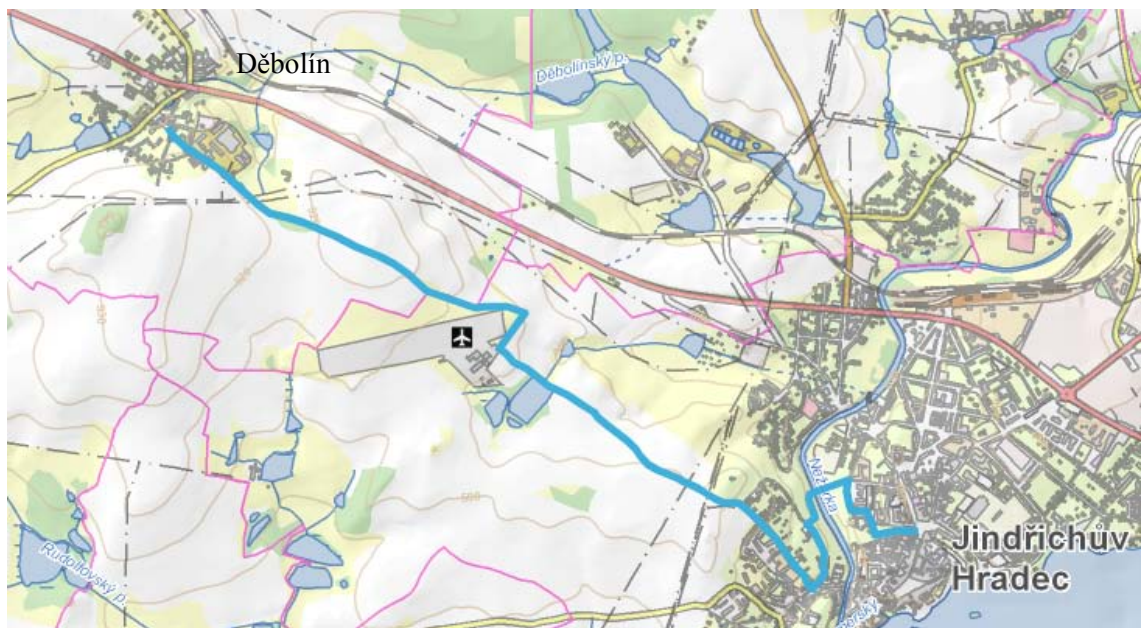 Děbolín
Děbolínský p.
Nežárka
Jindřichův
Hradec
Rudolfovský p.